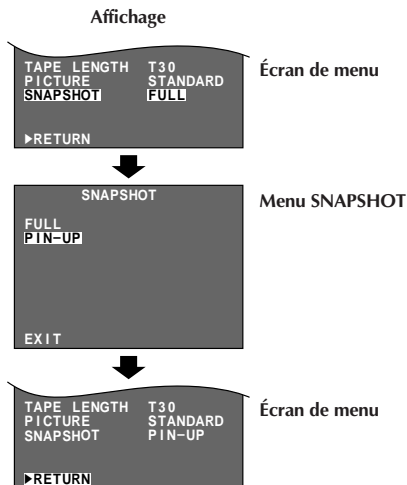 Affichage
TAPE LENGTH T30
PICTURE STANDARD
SNAPSHOT FULL
▶RETURN
Écran de menu
SNAPSHOT
FULL
PIN–UP
EXIT
Menu SNAPSHOT
TAPE LENGTH T30
PICTURE STANDARD
SNAPSHOT PIN–UP
▶RETURN
Écran de menu